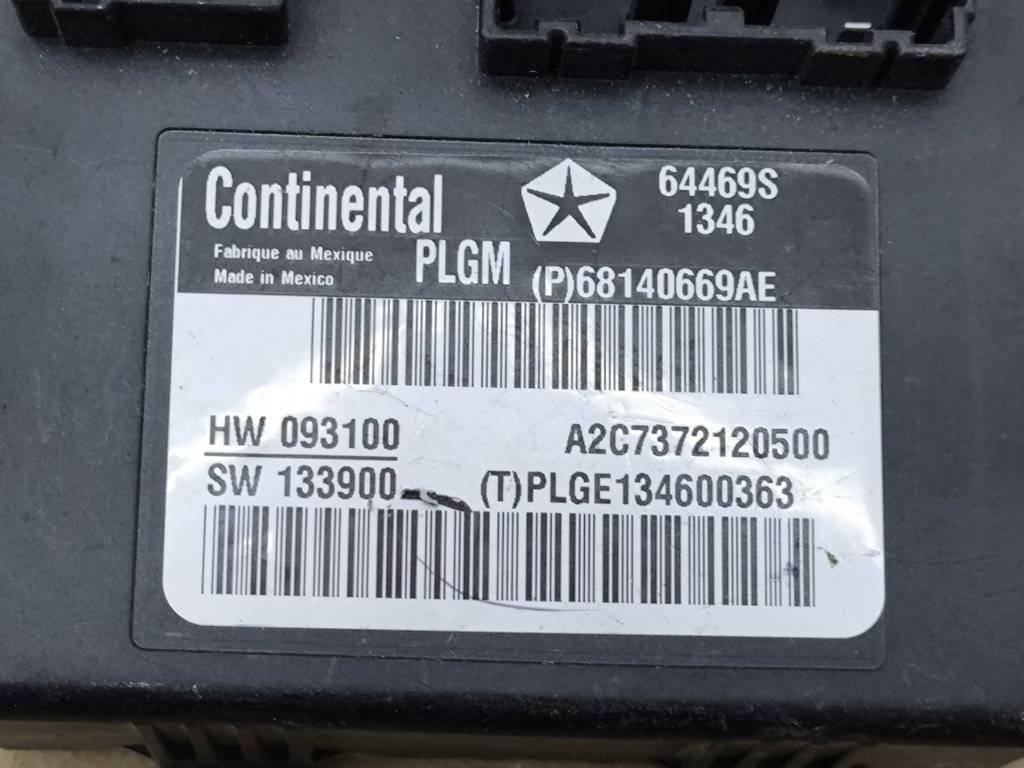 Continental
64469S
1346
Fabrique au Mexique
Made in Mexico
PLGM
(P)68140669AE
HW 093100
A2C7372120500
SW 133900
(T)PLGE134600363